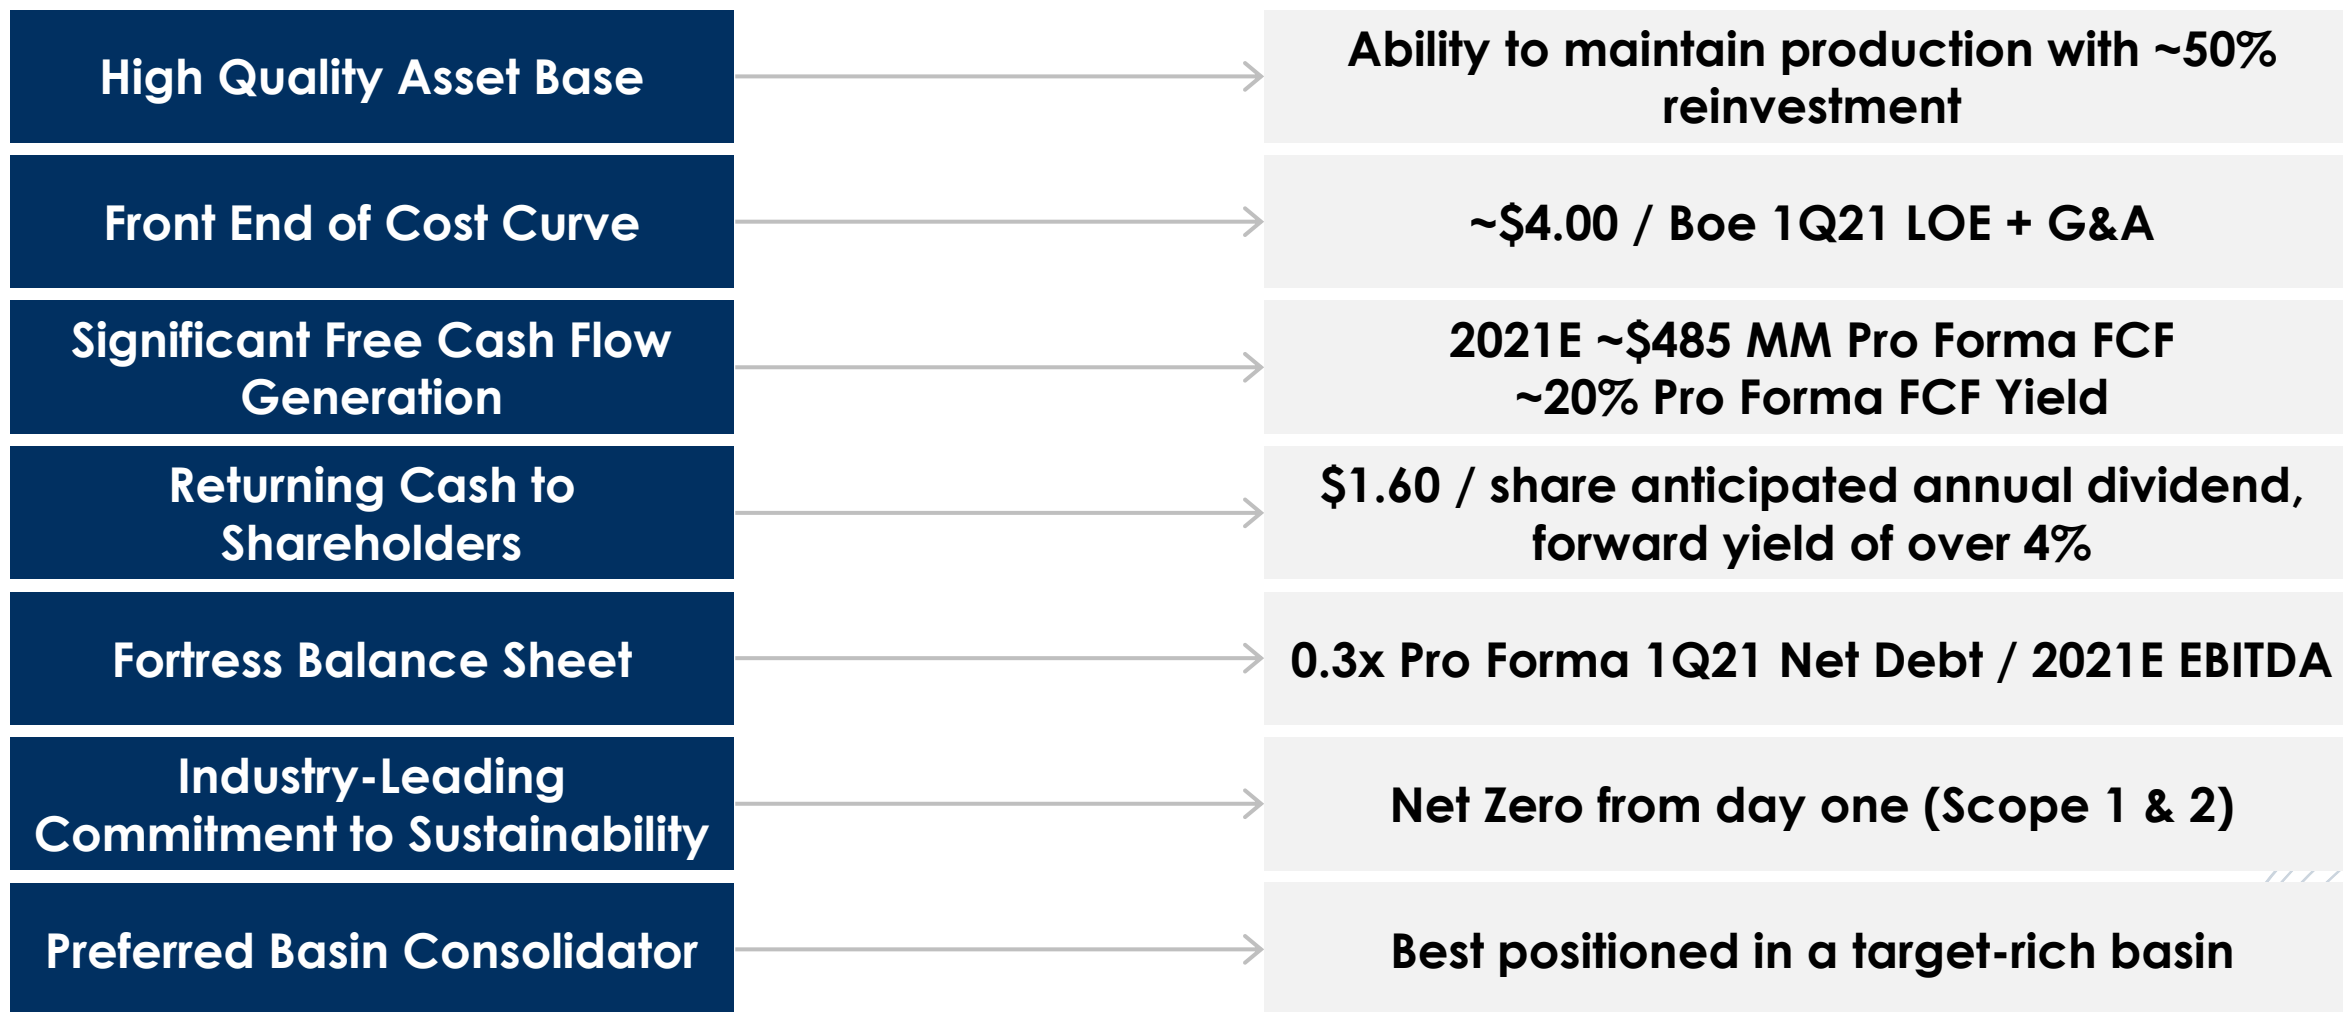 High Quality Asset Base
Ability to maintain production with ~50%
reinvestment
Front End of Cost Curve
~$4.00 / Boe 1Q21 LOE + G&A
Significant Free Cash Flow
Generation
2021E ~$485 MM Pro Forma FCF
~20% Pro Forma FCF Yield
Returning Cash to
Shareholders
$1.60 / share anticipated annual dividend,
forward yield of over 4%
Fortress Balance Sheet
0.3x Pro Forma 1Q21 Net Debt / 2021E EBITDA
Industry-Leading
Commitment to Sustainability
Net Zero from day one (Scope 1 & 2)
Preferred Basin Consolidator
Best positioned in a target-rich basin